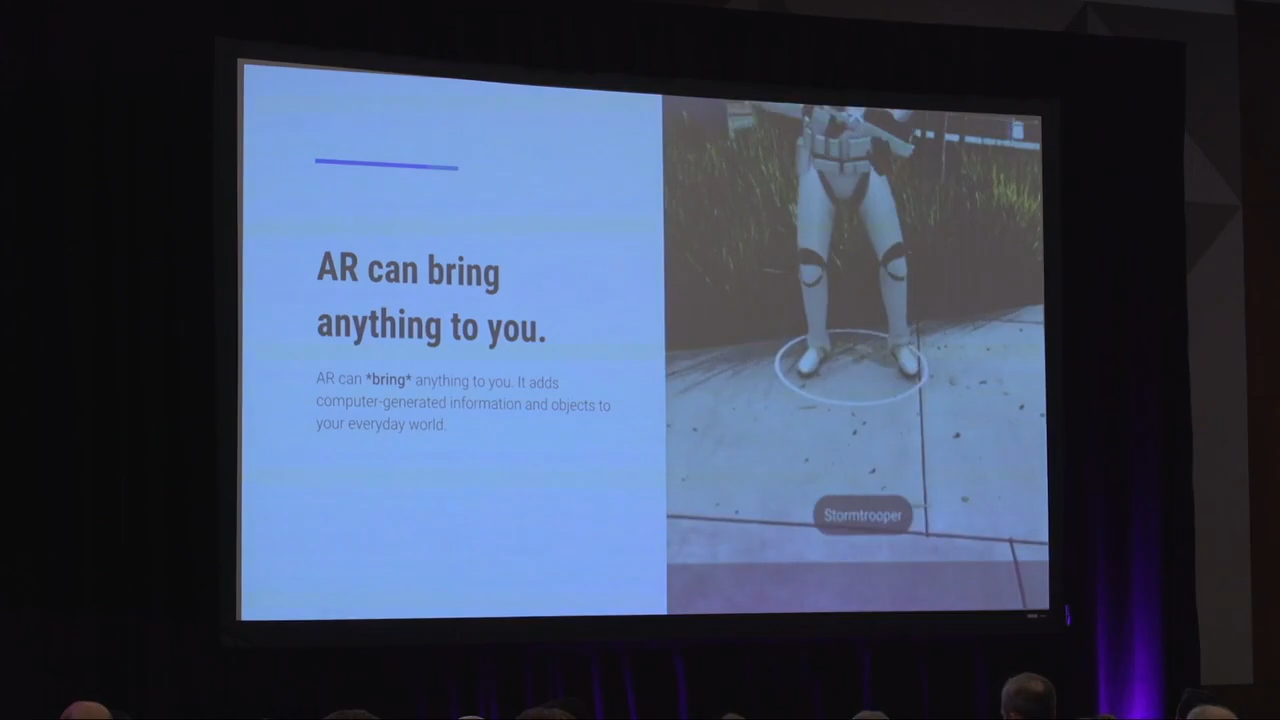 AR can bring
anything to you.
AR can *bring* anything to you. It adds
computer-generated information and objects to
your everyday world.
Stormtrooper